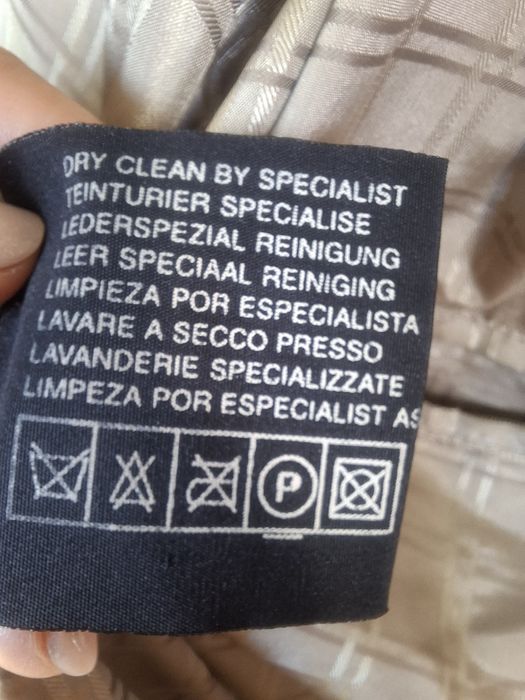 DRY CLEAN BY SPECIALIST
TEINTURIER SPECIALISE
LEDERSPEZIAL REINIGUNG
LEER SPECIAAL REINIGING
LIMPIEZA POR ESPECIALISTA
LAVARE A SECCO PRESSO
LAVANDERIE SPECIALIZZATE
LIMPEZA POR ESPECIALIST AS
P